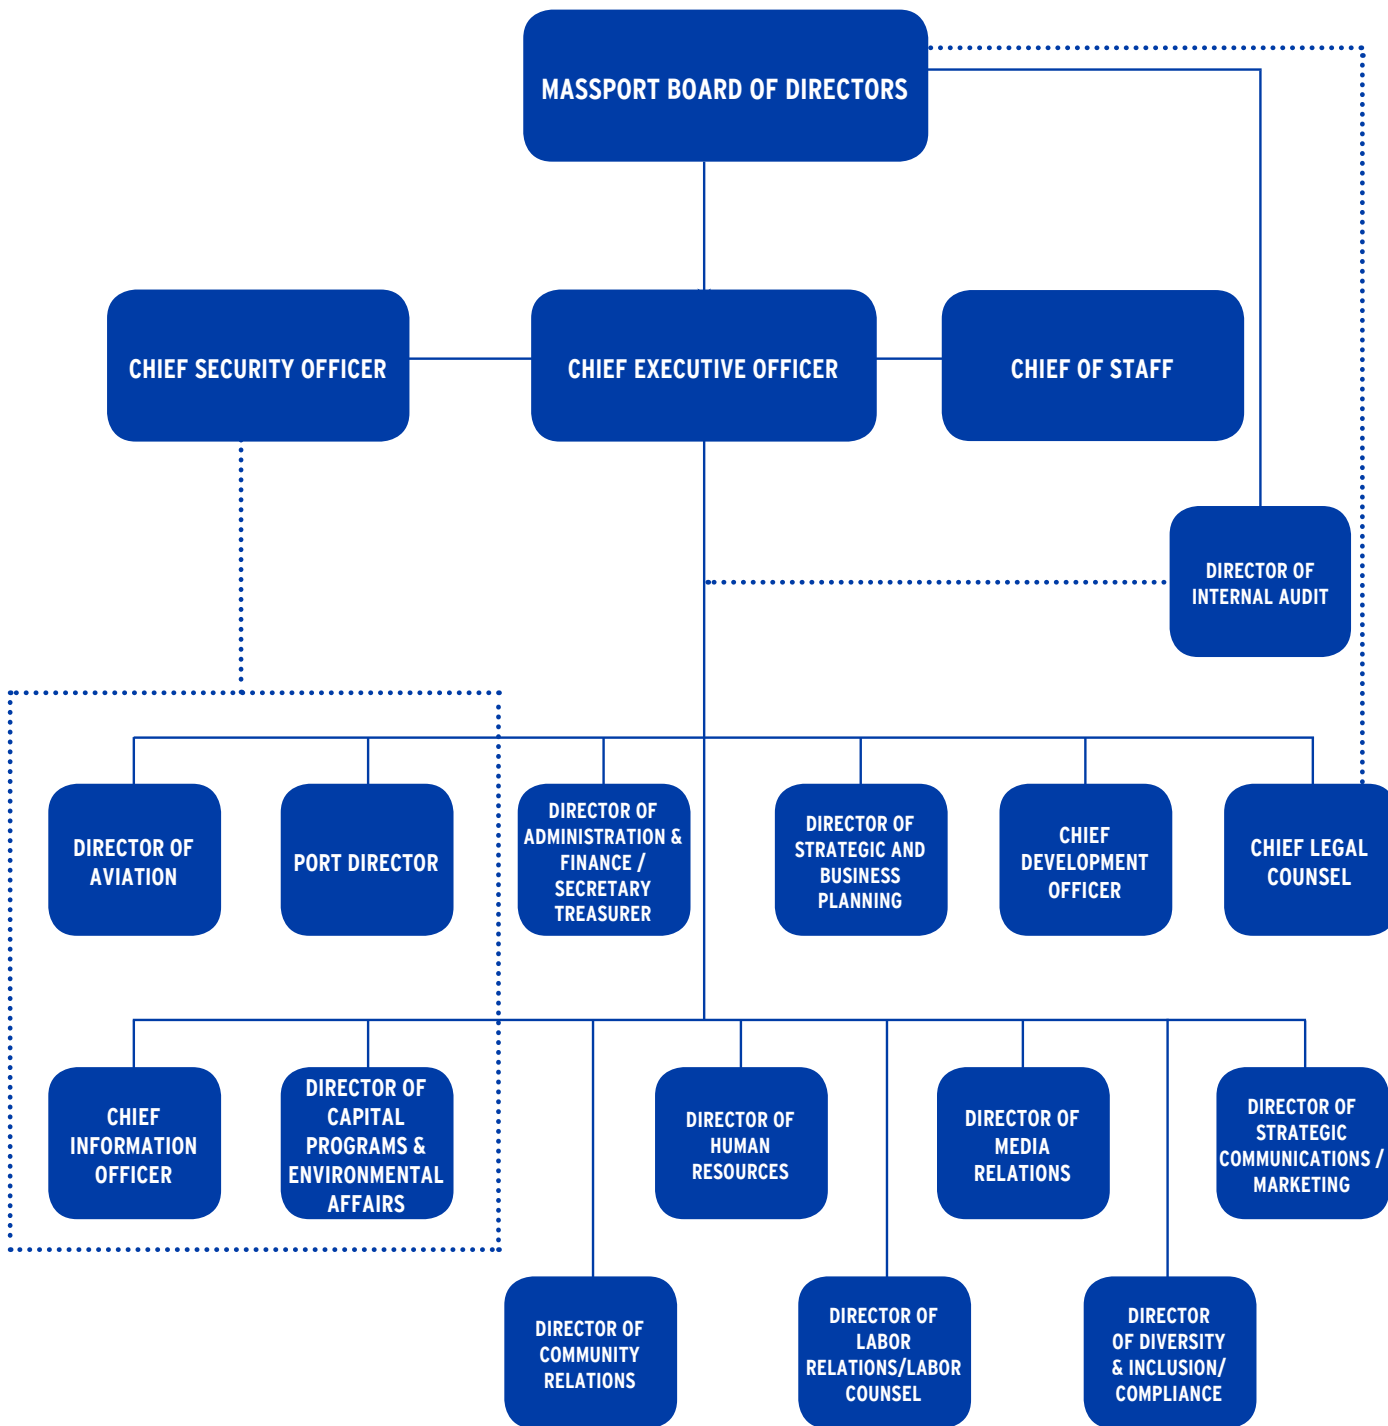 MASSPORT BOARD OF DIRECTORS
CHIEF SECURITY OFFICER
CHIEF EXECUTIVE OFFICER
CHIEF OF STAFF
DIRECTOR OF
INTERNAL AUDIT
DIRECTOR OF
AVIATION
PORT DIRECTOR
DIRECTOR OF
ADMINISTRATION &
FINANCE /
SECRETARY
TREASURER
DIRECTOR OF
STRATEGIC AND
BUSINESS
PLANNING
CHIEF
DEVELOPMENT
OFFICER
CHIEF LEGAL
COUNSEL
CHIEF
INFORMATION
OFFICER
DIRECTOR OF
CAPITAL
PROGRAMS &
ENVIRONMENTAL
AFFAIRS
DIRECTOR OF
HUMAN
RESOURCES
DIRECTOR OF
MEDIA
RELATIONS
DIRECTOR OF
STRATEGIC
COMMUNICATIONS /
MARKETING
DIRECTOR OF
COMMUNITY
RELATIONS
DIRECTOR OF
LABOR
RELATIONS/LABOR
COUNSEL
DIRECTOR
OF DIVERSITY
& INCLUSION/
COMPLIANCE